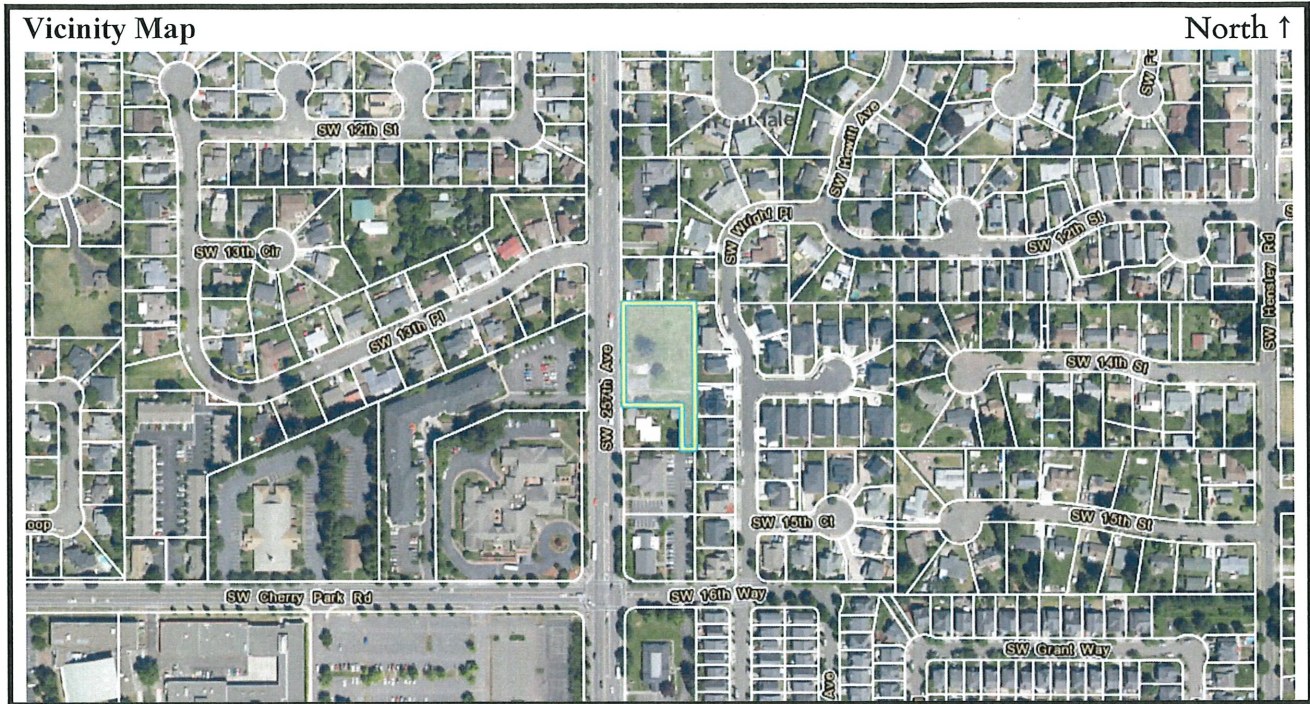 Vicinity Map
North ↑
SW Fo
SW 12th St
SW Hewitt Ave
SW Wright Pl
SW 12th St
SW 13th Cir
SW Hensley Rd
SW 13th Pl
SW 257th Ave
SW 14th St
oop
SW 15th Ct
SW 15th St
SW Cherry Park Rd
SW 16th Way
SW Grant Way
Ave